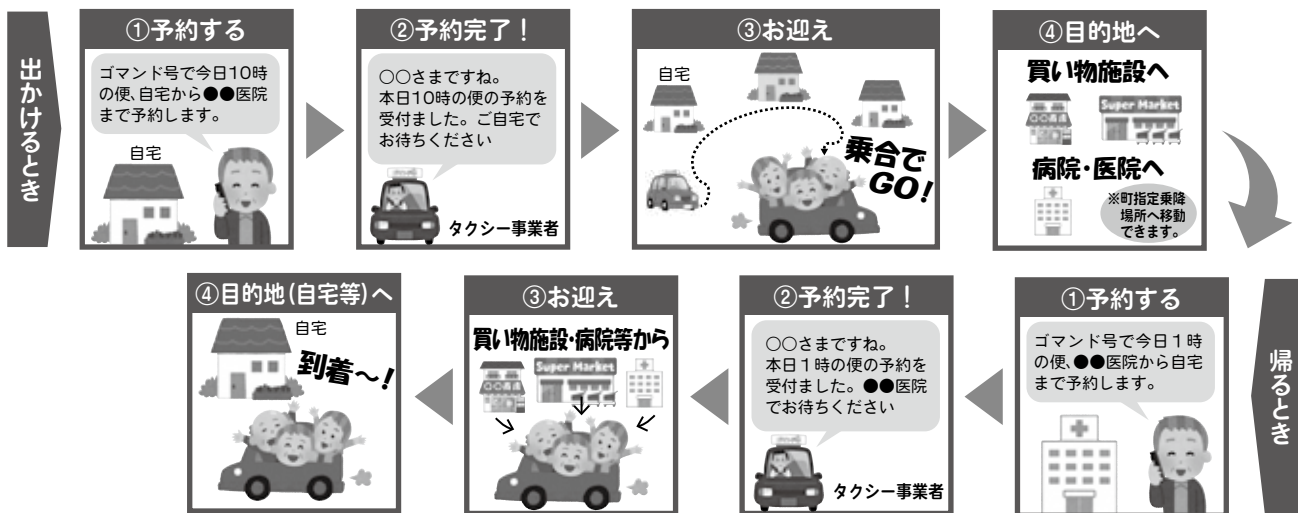 出かけるとき
①予約する
ゴマンド号で今日10時
の便、自宅から●●医院
まで予約します。
自宅
②予約完了！
○○さまですね。
本日10時の便の予約を
受付ました。ご自宅で
お待ちください
タクシー事業者
③お迎え
自宅
乗合で
GO！
④目的地へ
買い物施設へ
Super Market
病院・医院へ
※町指定乗降
場所へ移動
できます。
帰るとき
①予約する
ゴマンド号で今日１時
の便、●●医院から自宅
まで予約します。
②予約完了！
○○さまですね。
本日１時の便の予約を
受付ました。●●医院
でお待ちください
タクシー事業者
③お迎え
買い物施設・病院等から
Super Market
④目的地（自宅等）へ
自宅
到着〜！